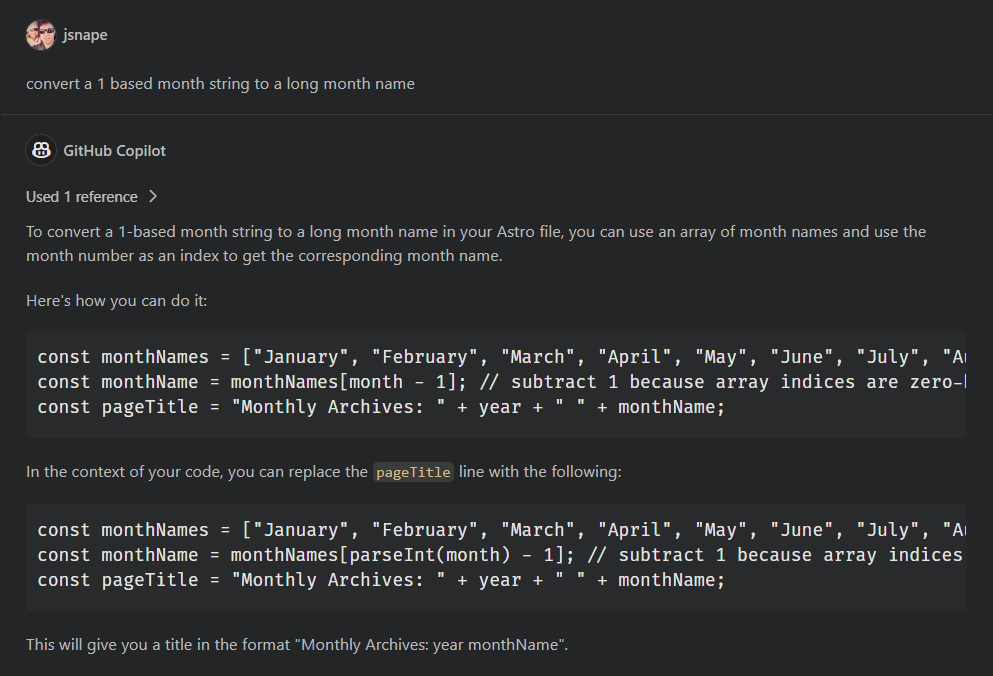 jsnape
convert a 1 based month string to a long month name
GitHub Copilot
Used 1 reference
To convert a 1-based month string to a long month name in your Astro file, you can use an array of month names and use the
month number as an index to get the corresponding month name.
Here's how you can do it:
const monthNames = ["January", "February", "March", "April", "May", "June", "July", "A
const monthName = monthNames[month - 1]; // subtract 1 because array indices are zero-
const pageTitle = "Monthly Archives: " + year + " " + monthName;
In the context of your code, you can replace the pageTitle line with the following:
const monthNames = ["January", "February", "March", "April", "May", "June", "July", "A
const monthName = monthNames[parseInt(month) - 1]; // subtract 1 because array indices
const pageTitle = "Monthly Archives: " + year + " " + monthName;
This will give you a title in the format "Monthly Archives: year monthName".